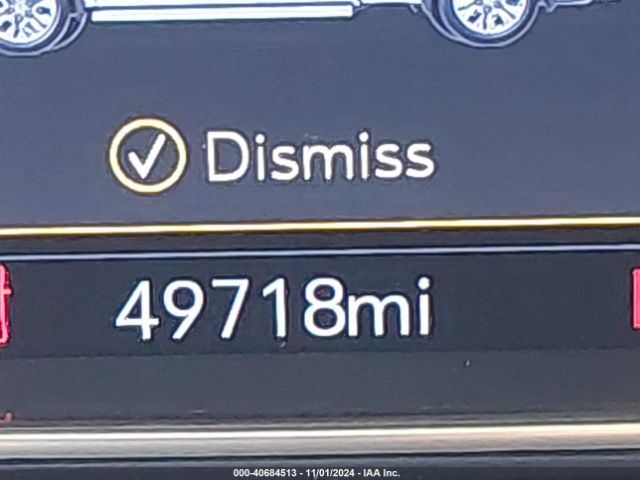 Dismiss
49718mi
000-40684513 - 11/01/2024 - IAA Inc.